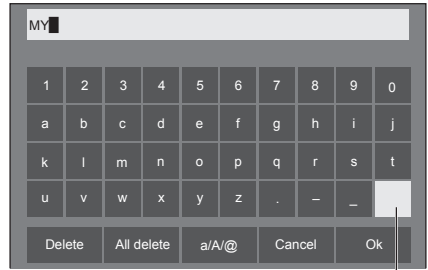 MY
1 2 3 4 5 6 7 8 9 0
a b c d e f g h i j
k l m n o p q r s t
u v w x y z . – _
Delete All delete a/A/@ Cancel Ok